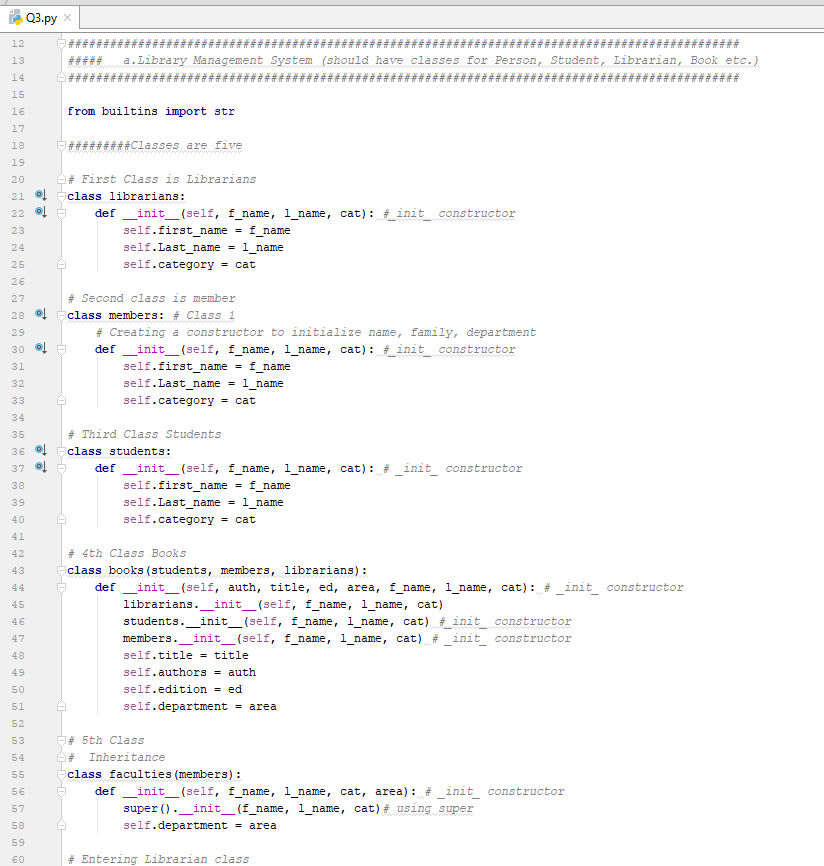 Q3.py
12 ################################################################################################
13 #####   a.Library Management System (should have classes for Person, Student, Librarian, Book etc.)
14 ################################################################################################
15
16 from builtins import str
17
18 #########Classes are five
19
20 # First Class is Librarians
21 class librarians:
22     def __init__(self, f_name, l_name, cat): #_init_ constructor
23         self.first_name = f_name
24         self.Last_name = l_name
25         self.category = cat
26
27 # Second class is member
28 class members: # Class 1
29     # Creating a constructor to initialize name, family, department
30     def __init__(self, f_name, l_name, cat): #_init_ constructor
31         self.first_name = f_name
32         self.Last_name = l_name
33         self.category = cat
34
35 # Third Class Students
36 class students:
37     def __init__(self, f_name, l_name, cat): # _init_ constructor
38         self.first_name = f_name
39         self.Last_name = l_name
40         self.category = cat
41
42 # 4th Class Books
43 class books(students, members, librarians):
44     def __init__(self, auth, title, ed, area, f_name, l_name, cat): # _init_ constructor
45         librarians.__init__(self, f_name, l_name, cat)
46         students.__init__(self, f_name, l_name, cat) #_init_ constructor
47         members.__init__(self, f_name, l_name, cat) # _init_ constructor
48         self.title = title
49         self.authors = auth
50         self.edition = ed
51         self.department = area
52
53 # 5th Class
54 #  Inheritance
55 class faculties(members):
56     def __init__(self, f_name, l_name, cat, area): # _init_ constructor
57         super().__init__(f_name, l_name, cat)# using super
58         self.department = area
59
60 # Entering Librarian class